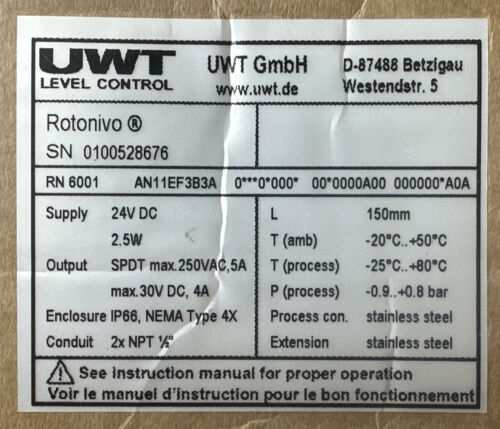 UWT UWT GmbH D-87488 Betzigau
LEVEL CONTROL www.uwt.de Westendstr. 5
Rotonivo ®
SN 0100528676
RN 6001 AN11EF3B3A 0***0*000* 00*0000A00 000000*A0A
Supply 24V DC L 150mm
2.5W T (amb) -20°C..+50°C
Output SPDT max.250VAC,5A T (process) -25°C..+80°C
max.30V DC, 4A P (process) -0.9..+0.8 bar
Enclosure IP66, NEMA Type 4X Process con. stainless steel
Conduit 2x NPT ½" Extension stainless steel
See instruction manual for proper operation
Voir le manuel d'instruction pour le bon fonctionnement